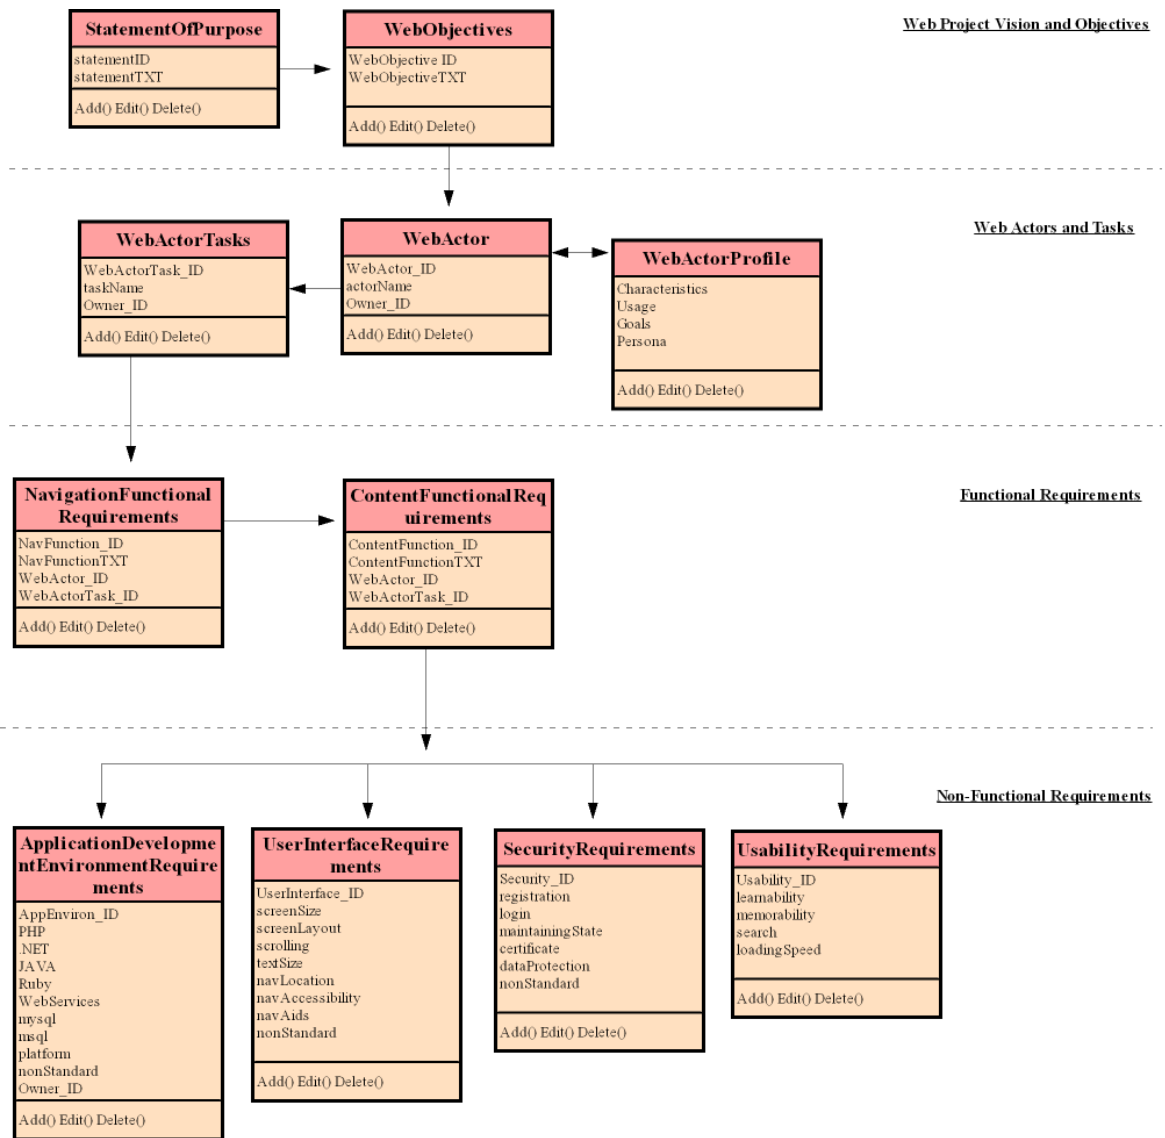 StatementOfPurpose
statementID
statementTXT
Add() Edit() Delete()
WebObjectives
WebObjective ID
WebObjectiveTXT
Add() Edit() Delete()
Web Project Vision and Objectives
WebActorTasks
WebActorTask_ID
taskName
Owner_ID
Add() Edit() Delete()
WebActor
WebActor_ID
actorName
Owner_ID
Add() Edit() Delete()
WebActorProfile
Characteristics
Usage
Goals
Persona
Add() Edit() Delete()
Web Actors and Tasks
NavigationFunctional
Requirements
NavFunction_ID
NavFunctionTXT
WebActor_ID
WebActorTask_ID
Add() Edit() Delete()
ContentFunctionalReq
uirements
ContentFunction_ID
ContentFunctionTXT
WebActor_ID
WebActorTask_ID
Add() Edit() Delete()
Functional Requirements
Non-Functional Requirements
ApplicationDevelopme
ntEnvironmentRequire
ments
AppEnviron_ID
PHP
.NET
JAVA
Ruby
WebServices
mysql
msql
platform
nonStandard
Owner_ID
Add() Edit() Delete()
UserInterfaceRequire
ments
UserInterface_ID
screenSize
screenLayout
scrolling
textSize
navLocation
navAccessibility
navAids
nonStandard
Add() Edit() Delete()
SecurityRequirements
Security_ID
registration
login
maintainingState
certificate
dataProtection
nonStandard
Add() Edit() Delete()
UsabilityRequirements
Usability_ID
learnability
memorability
search
loadingSpeed
Add() Edit() Delete()